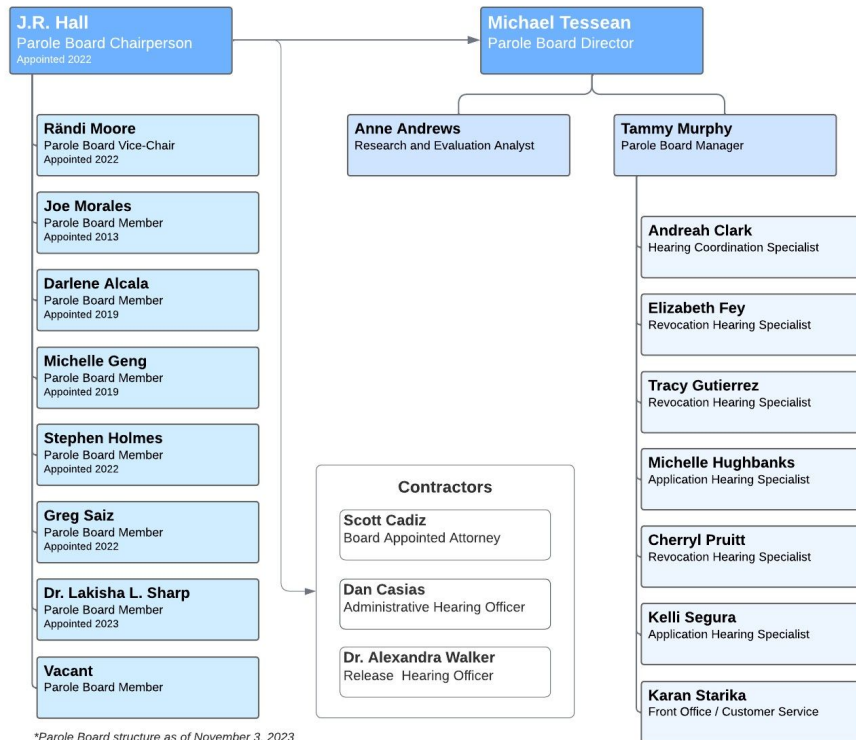 J.R. Hall
Parole Board Chairperson
Appointed 2022
Michael Tessean
Parole Board Director
Rändi Moore
Parole Board Vice-Chair
Appointed 2022
Joe Morales
Parole Board Member
Appointed 2013
Darlene Alcala
Parole Board Member
Appointed 2019
Michelle Geng
Parole Board Member
Appointed 2019
Stephen Holmes
Parole Board Member
Appointed 2022
Greg Saiz
Parole Board Member
Appointed 2022
Dr. Lakisha L. Sharp
Parole Board Member
Appointed 2023
Vacant
Parole Board Member
Anne Andrews
Research and Evaluation Analyst
Tammy Murphy
Parole Board Manager
Contractors
Scott Cadiz
Board Appointed Attorney
Dan Casias
Administrative Hearing Officer
Dr. Alexandra Walker
Release Hearing Officer
Andreah Clark
Hearing Coordination Specialist
Elizabeth Fey
Revocation Hearing Specialist
Tracy Gutierrez
Revocation Hearing Specialist
Michelle Hughbanks
Application Hearing Specialist
Cherryl Pruitt
Revocation Hearing Specialist
Kelli Segura
Application Hearing Specialist
Karan Starika
Front Office / Customer Service
*Parole Board structure as of November 3, 2023